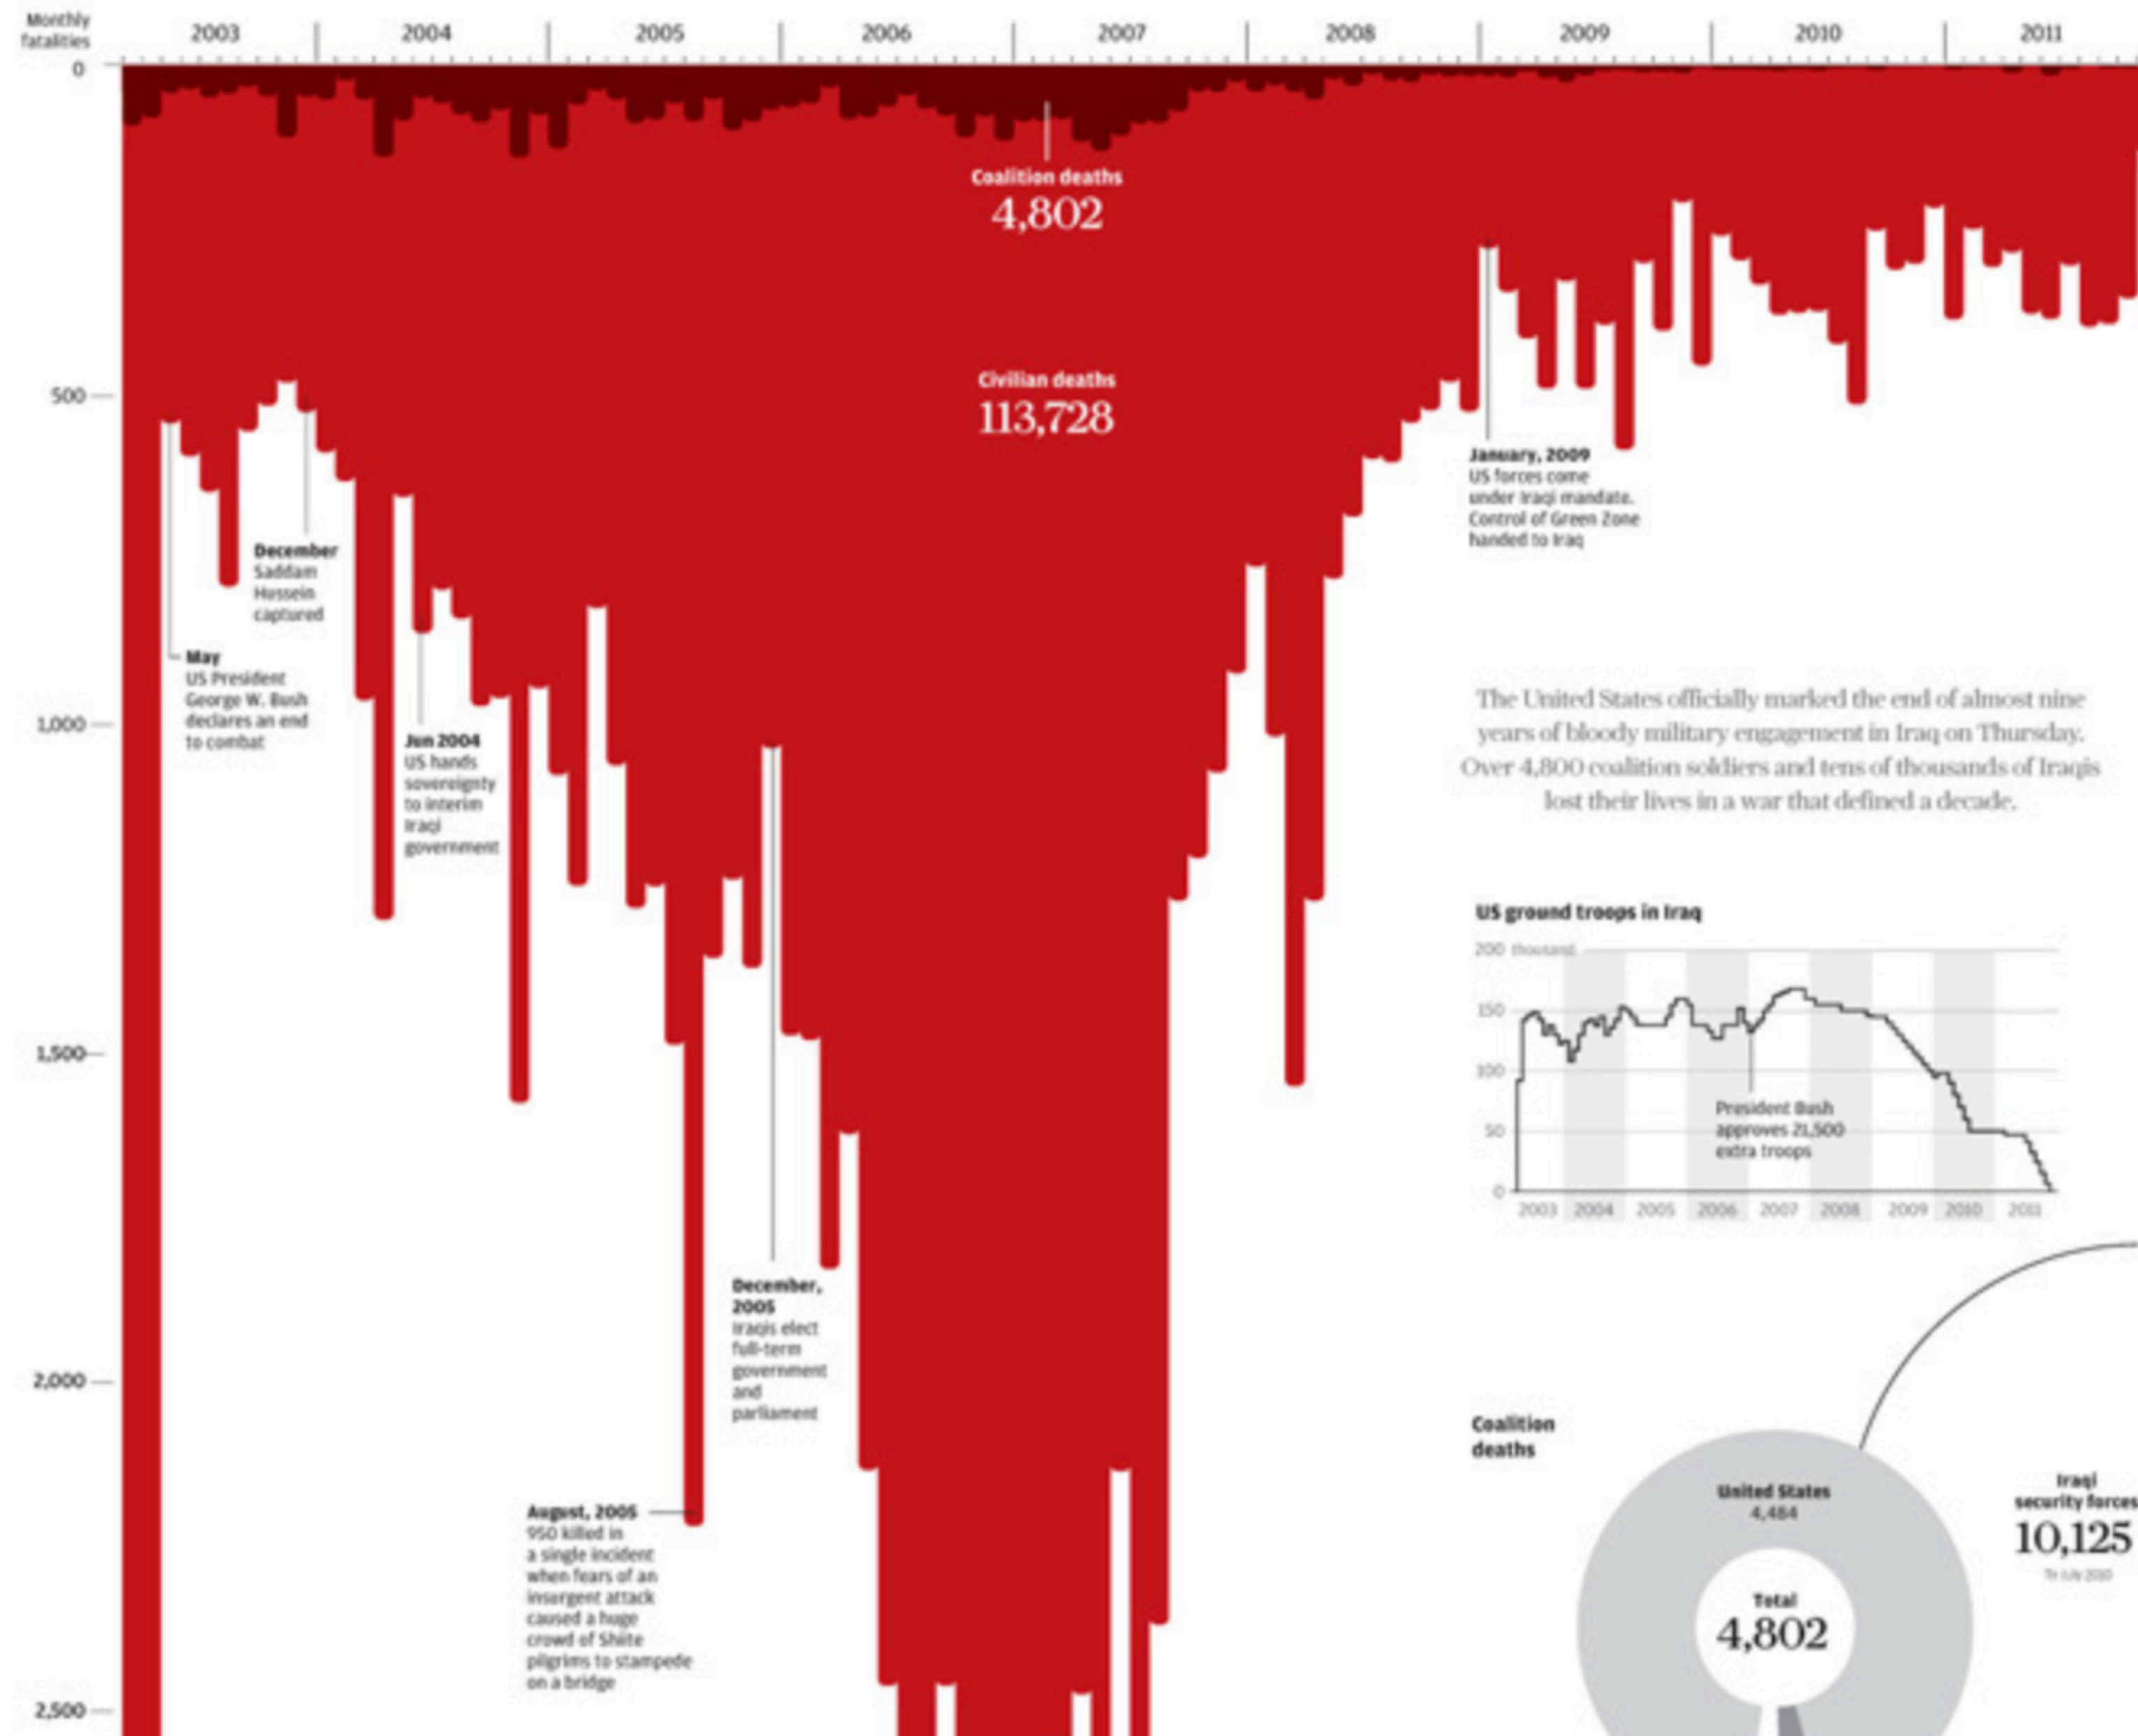 Monthly
fatalities
2003 2004 2005 2006 2007 2008 2009 2010 2011
0
500
1,000
1,500
2,000
2,500
Coalition deaths
4,802
Civilian deaths
113,728
May
US President
George W. Bush
declares an end
to combat
December
Saddam
Hussein
captured
Jun 2004
US hands
sovereignty
to interim
Iraqi
government
August, 2005
950 killed in
a single incident
when fears of an
insurgent attack
caused a huge
crowd of Shiite
pilgrims to stampede
on a bridge
December,
2005
Iraqis elect
full-term
government
and
parliament
January, 2009
US forces come
under Iraqi mandate.
Control of Green Zone
handed to Iraq
The United States officially marked the end of almost nine
years of bloody military engagement in Iraq on Thursday.
Over 4,800 coalition soldiers and tens of thousands of Iraqis
lost their lives in a war that defined a decade.
US ground troops in Iraq
200 thousand
150
100
50
0
President Bush
approves 21,500
extra troops
2003 2004 2005 2006 2007 2008 2009 2010 2011
Coalition
deaths
United States
4,484
Total
4,802
Iraqi
security forces
10,125
To July 2010